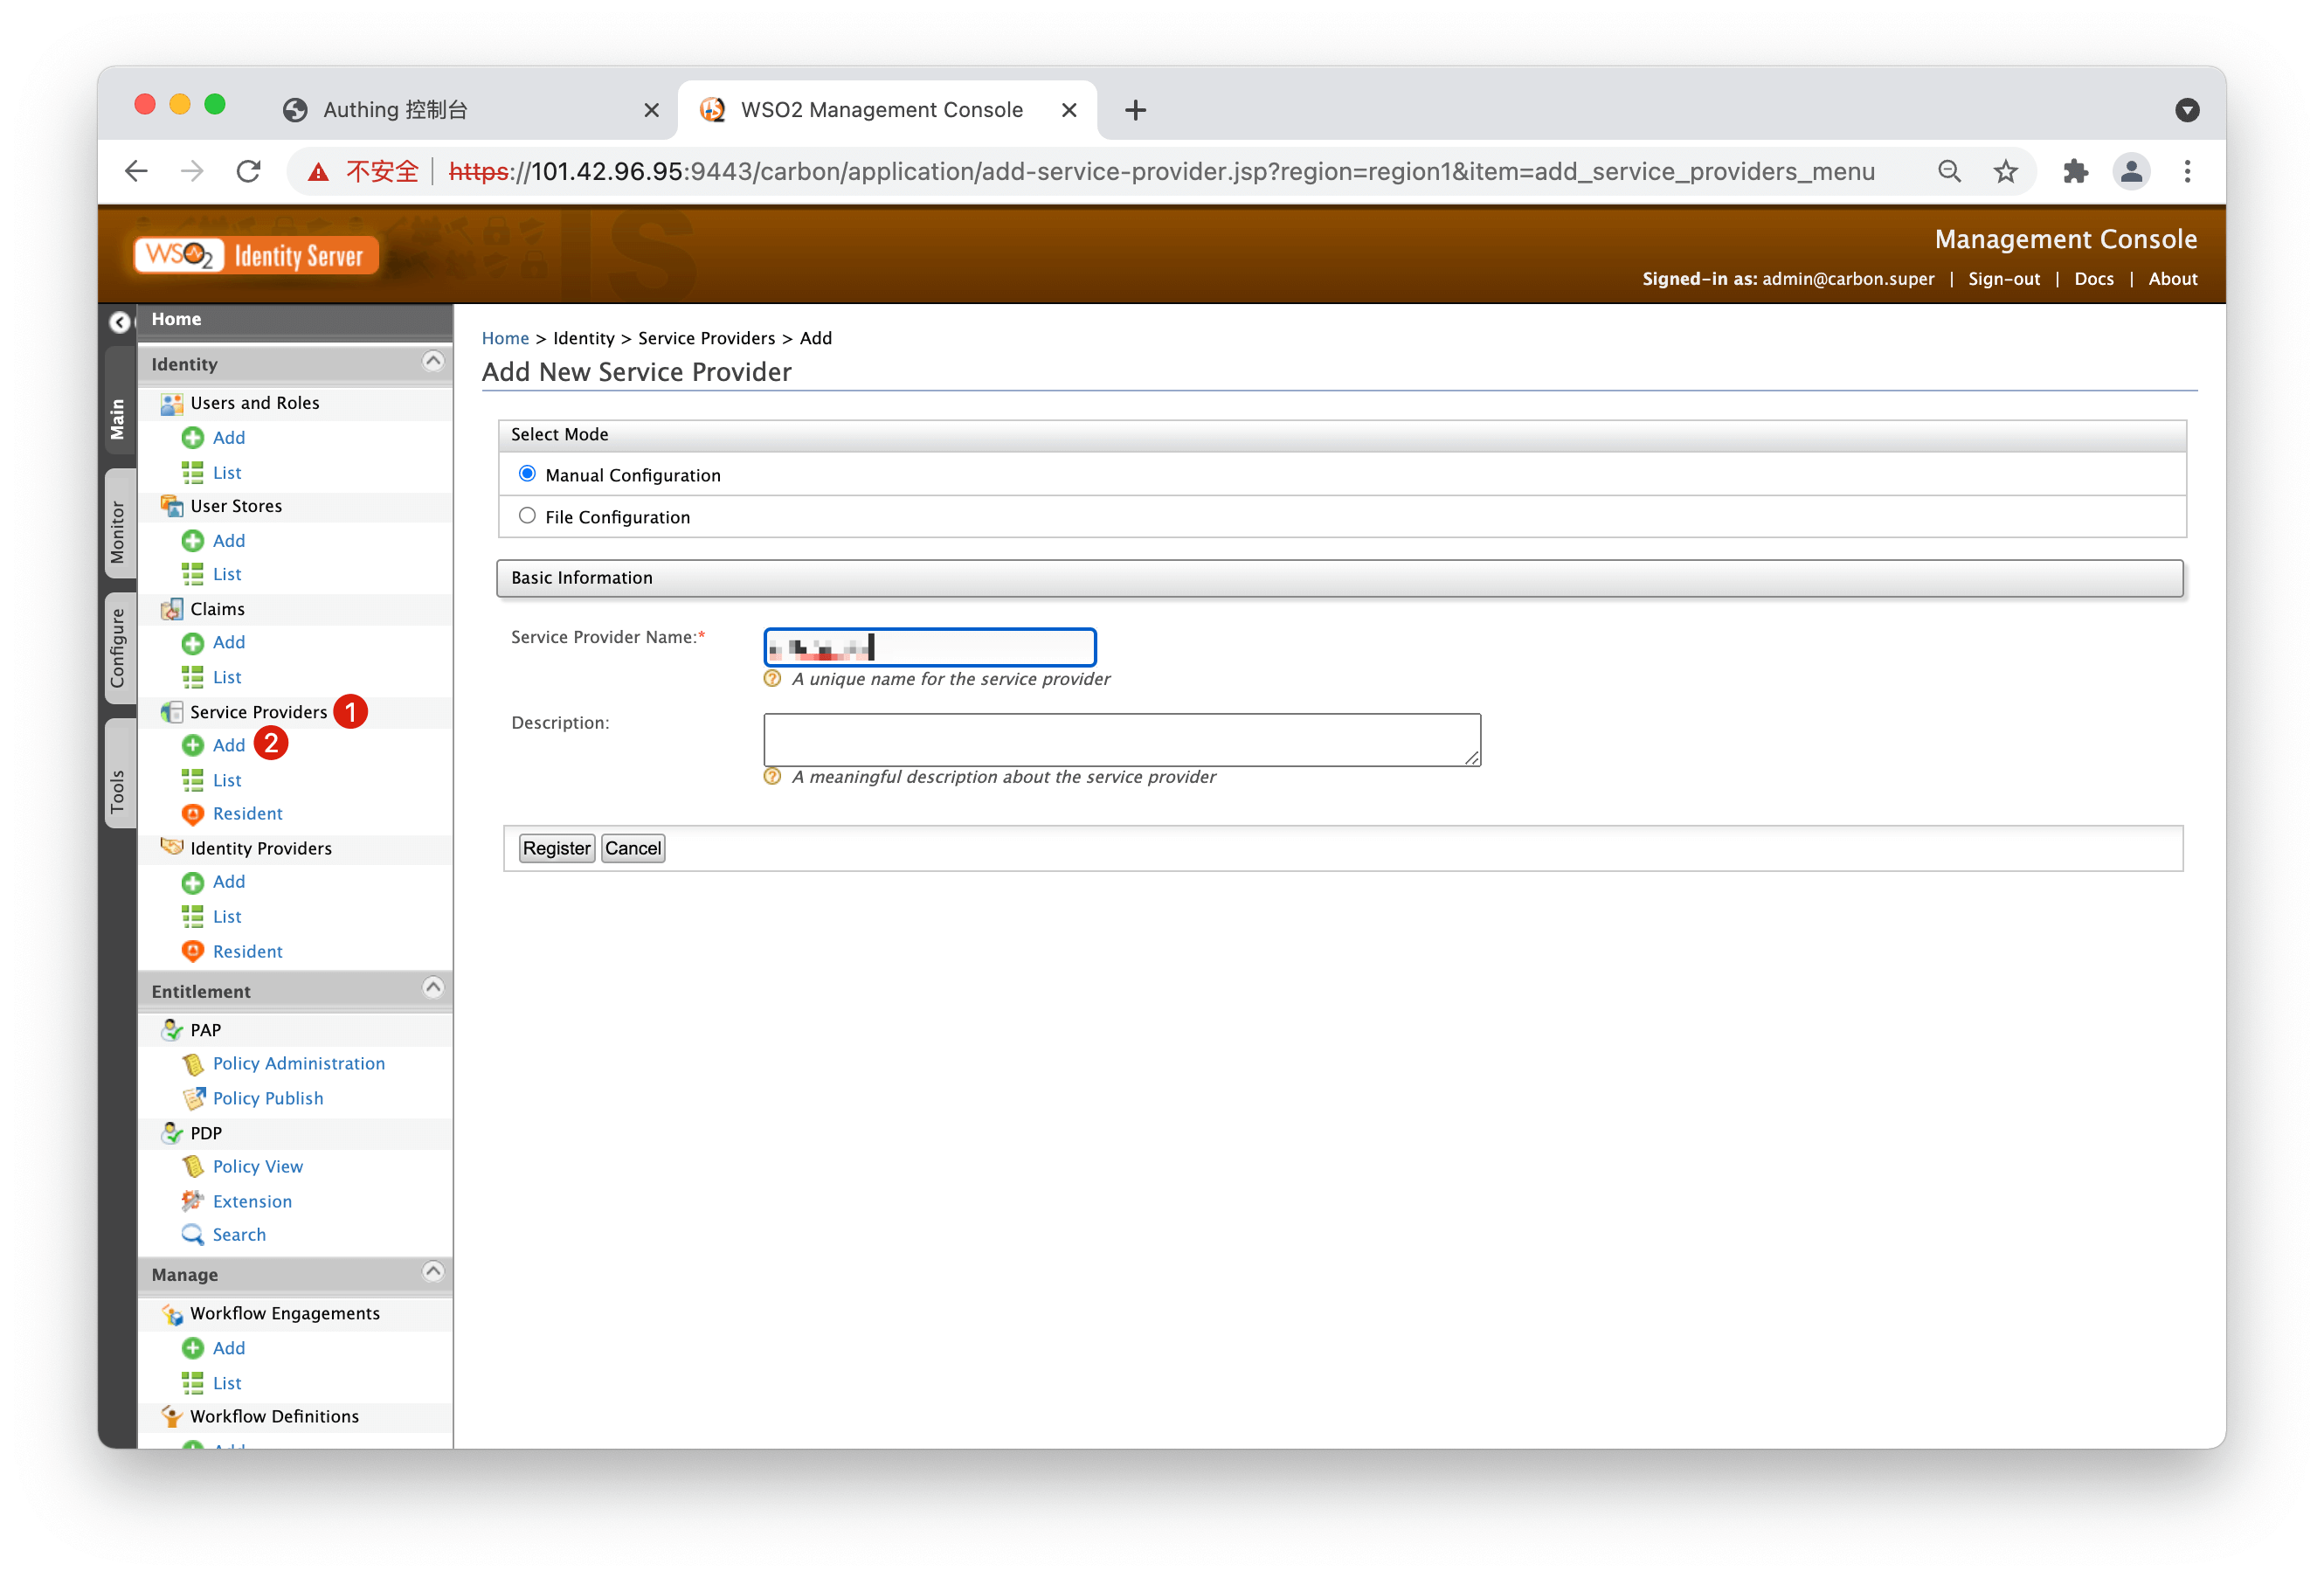 Authing 控制台
WSO2 Management Console
不安全
https://101.42.96.95:9443/carbon/application/add-service-provider.jsp?region=region1&item=add_service_providers_menu
WSO2 Identity Server
IS
Management Console
Signed-in as: admin@carbon.super | Sign-out | Docs | About
Main
Monitor
Configure
Tools
Home
Identity
Users and Roles
Add
List
User Stores
Add
List
Claims
Add
List
Service Providers 1
Add 2
List
Resident
Identity Providers
Add
List
Resident
Entitlement
PAP
Policy Administration
Policy Publish
PDP
Policy View
Extension
Search
Manage
Workflow Engagements
Add
List
Workflow Definitions
Add
Home > Identity > Service Providers > Add
Add New Service Provider
Select Mode
Manual Configuration
File Configuration
Basic Information
Service Provider Name:*
A unique name for the service provider
Description:
A meaningful description about the service provider
Register Cancel